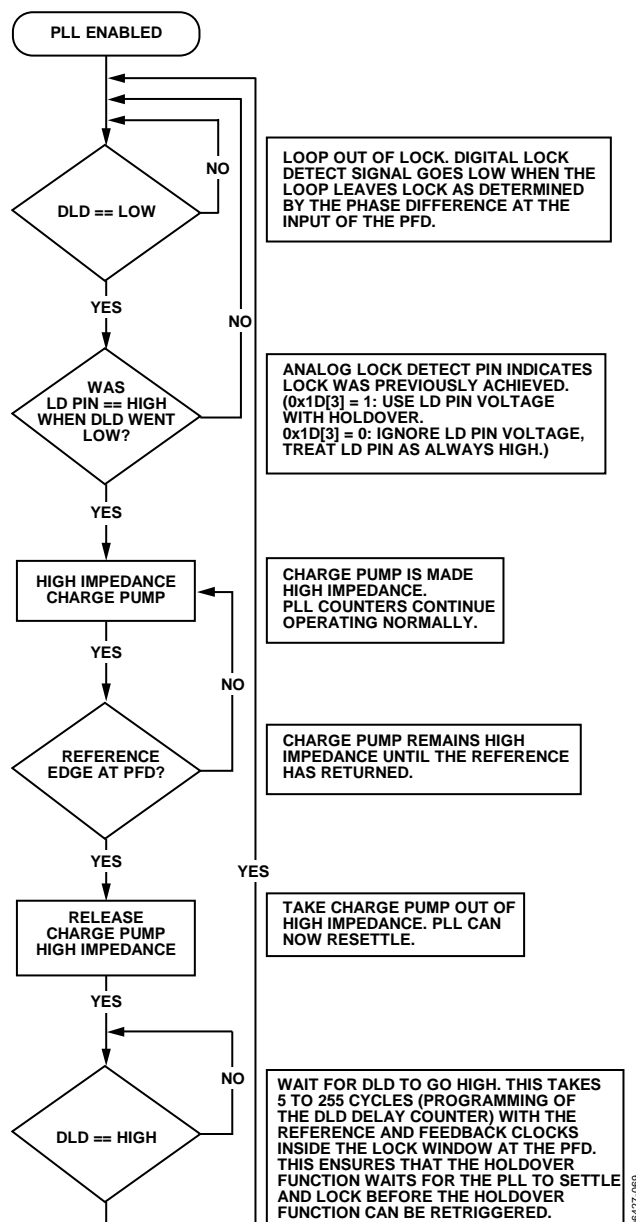 PLL ENABLED
NO
DLD == LOW
LOOP OUT OF LOCK. DIGITAL LOCK
DETECT SIGNAL GOES LOW WHEN THE
LOOP LEAVES LOCK AS DETERMINED
BY THE PHASE DIFFERENCE AT THE
INPUT OF THE PFD.
YES
NO
WAS
LD PIN == HIGH
WHEN DLD WENT
LOW?
ANALOG LOCK DETECT PIN INDICATES
LOCK WAS PREVIOUSLY ACHIEVED.
(0x1D[3] = 1: USE LD PIN VOLTAGE
WITH HOLDOVER.
0x1D[3] = 0: IGNORE LD PIN VOLTAGE,
TREAT LD PIN AS ALWAYS HIGH.)
YES
HIGH IMPEDANCE
CHARGE PUMP
CHARGE PUMP IS MADE
HIGH IMPEDANCE.
PLL COUNTERS CONTINUE
OPERATING NORMALLY.
YES
NO
REFERENCE
EDGE AT PFD?
CHARGE PUMP REMAINS HIGH
IMPEDANCE UNTIL THE REFERENCE
HAS RETURNED.
YES
YES
RELEASE
CHARGE PUMP
HIGH IMPEDANCE
TAKE CHARGE PUMP OUT OF
HIGH IMPEDANCE. PLL CAN
NOW RESETTLE.
YES
NO
DLD == HIGH
WAIT FOR DLD TO GO HIGH. THIS TAKES
5 TO 255 CYCLES (PROGRAMMING OF
THE DLD DELAY COUNTER) WITH THE
REFERENCE AND FEEDBACK CLOCKS
INSIDE THE LOCK WINDOW AT THE PFD.
THIS ENSURES THAT THE HOLDOVER
FUNCTION WAITS FOR THE PLL TO SETTLE
AND LOCK BEFORE THE HOLDOVER
FUNCTION CAN BE RETRIGGERED.